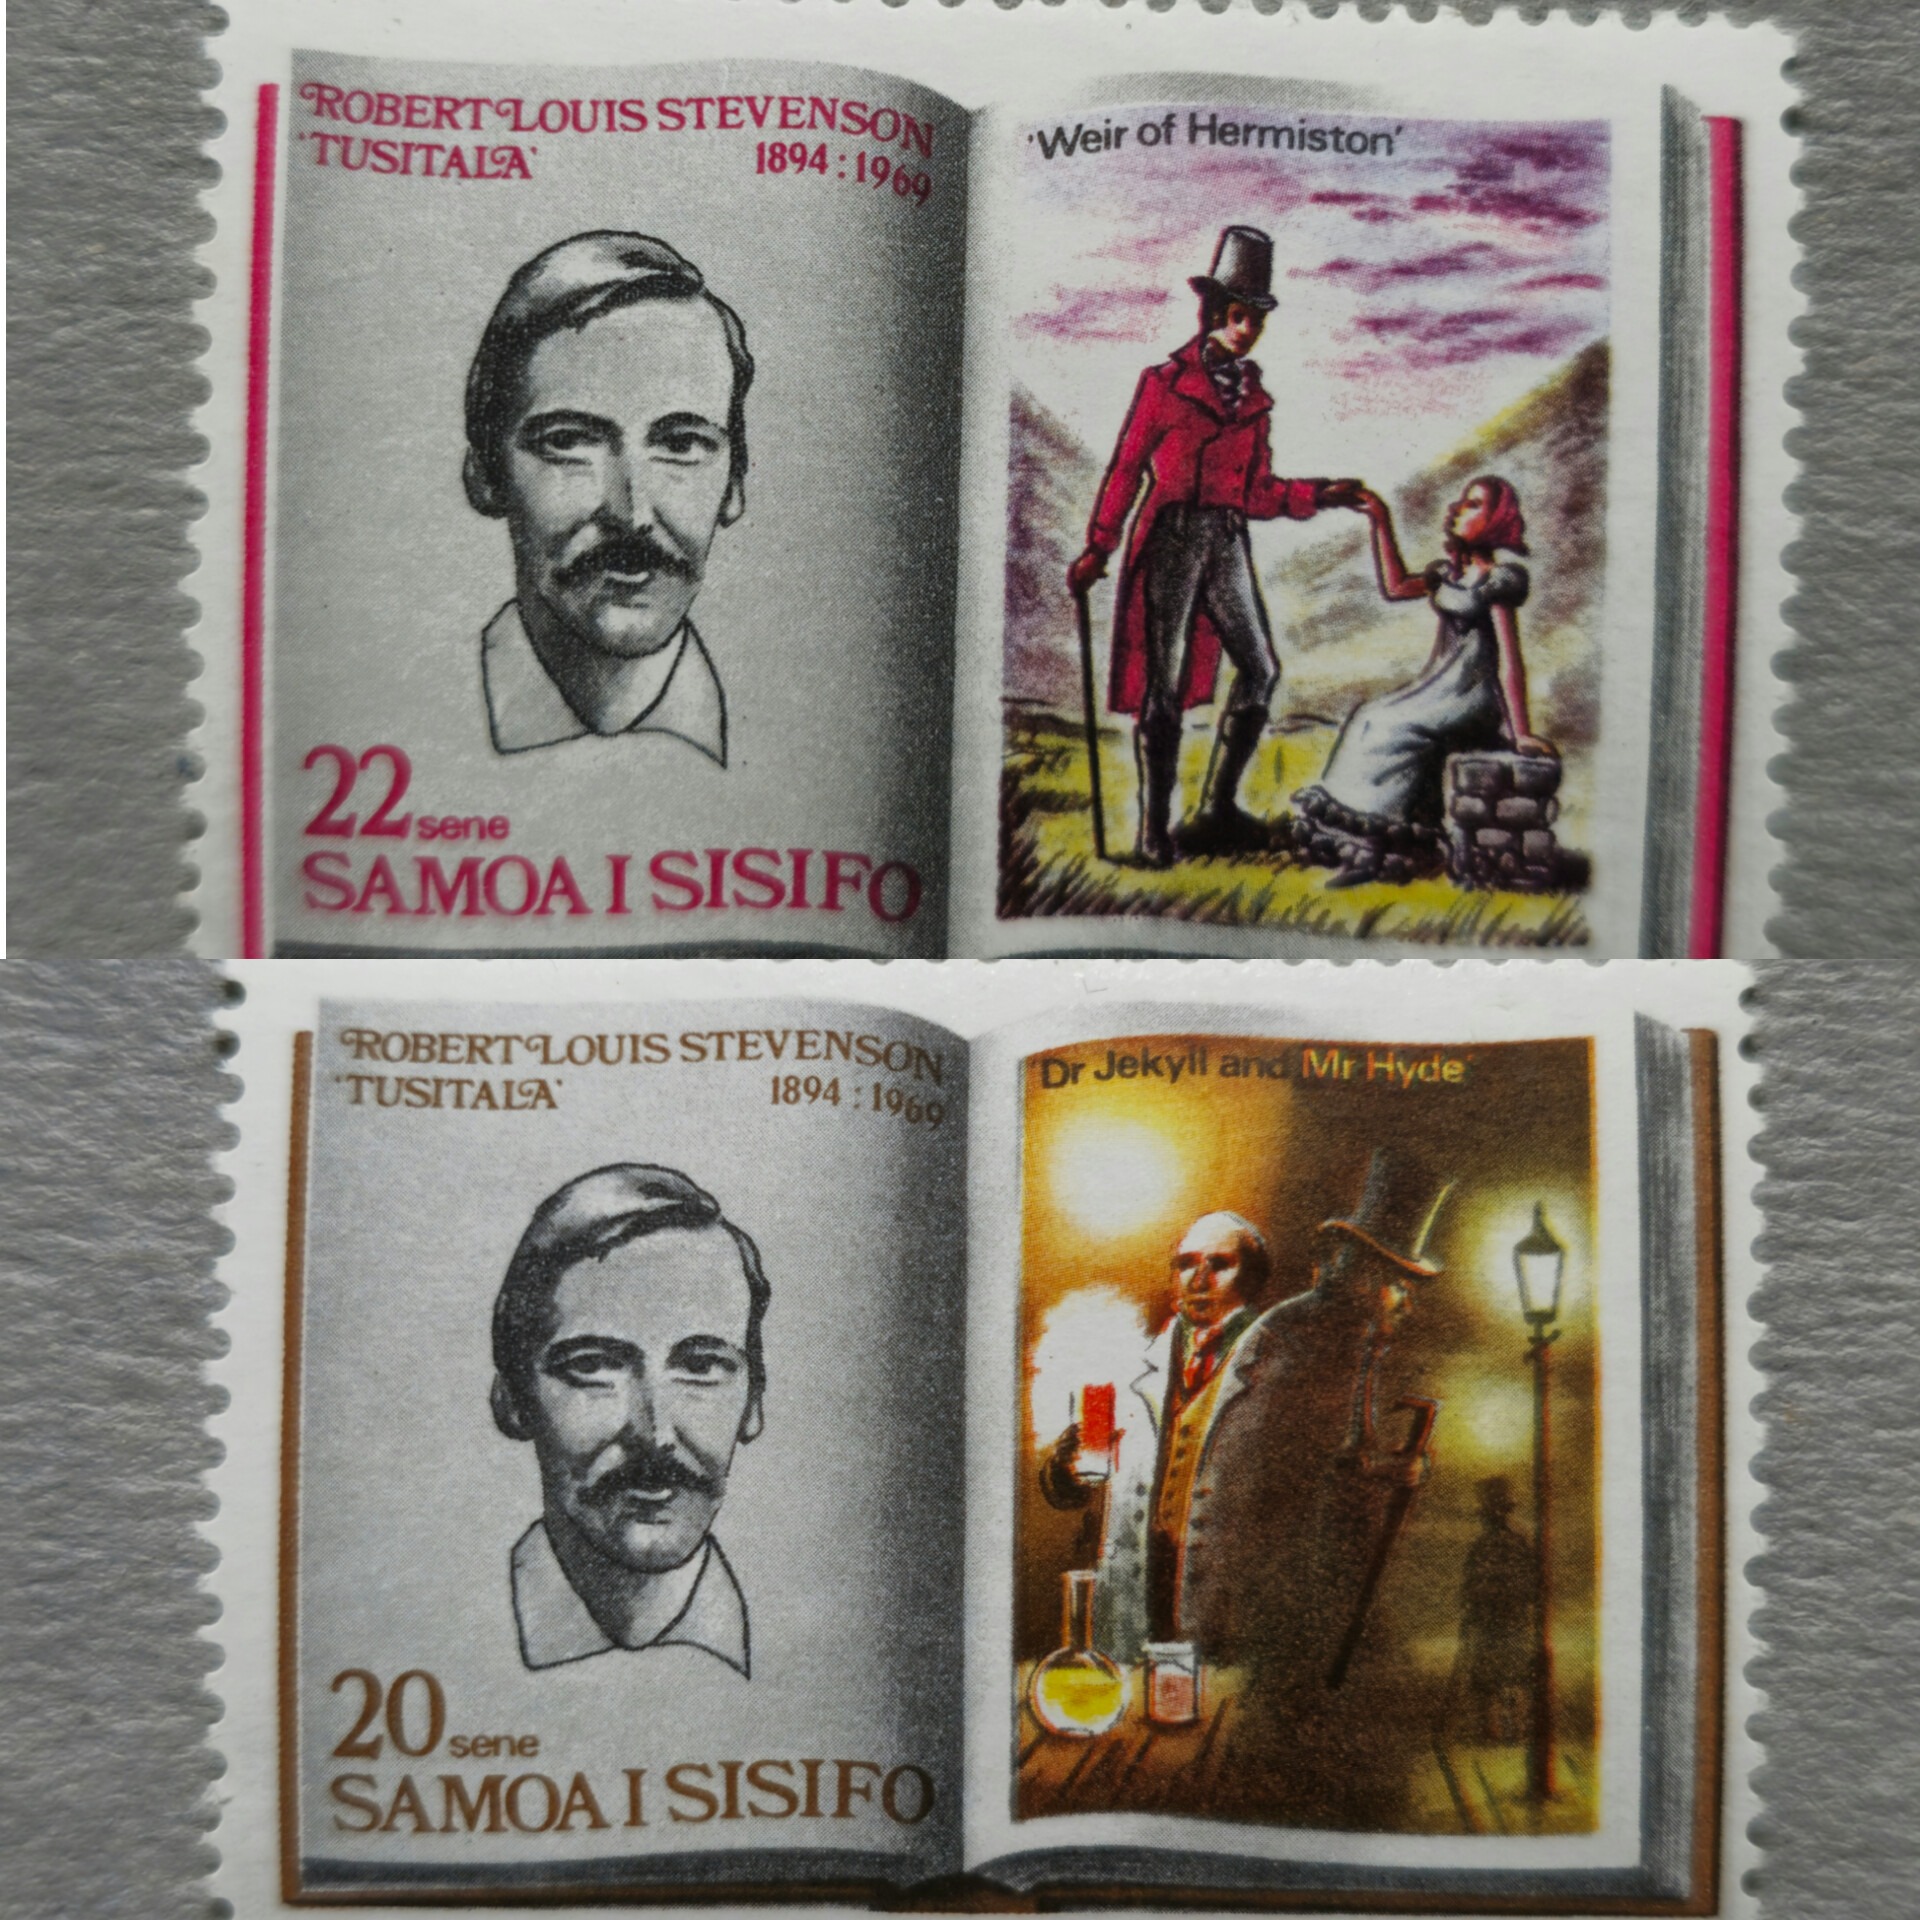 ROBERT LOUIS STEVENSON
'TUSITALA' 1894 : 1969
'Weir of Hermiston'
22 sene
SAMOA I SISIFO
ROBERT LOUIS STEVENSON
'TUSITALA' 1894 : 1969
'Dr Jekyll and Mr Hyde'
20 sene
SAMOA I SISIFO